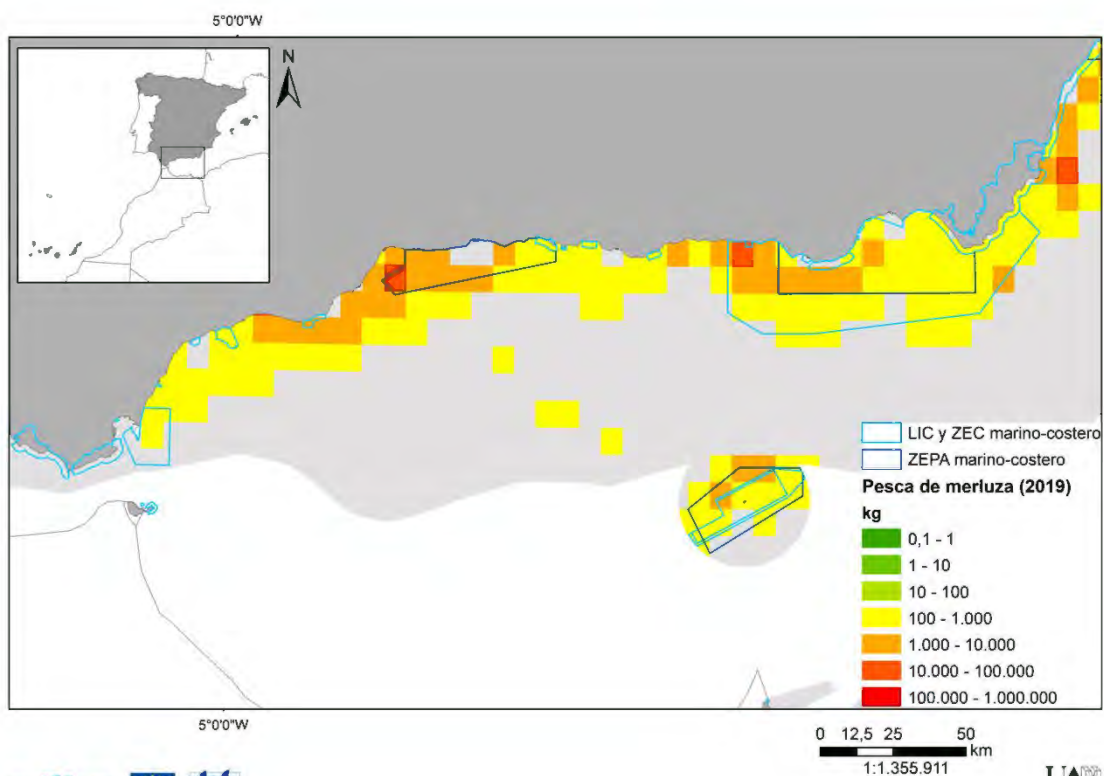 5°0'0"W
N
LIC y ZEC marino-costero
ZEPA marino-costero
Pesca de merluza (2019)
kg
0,1 - 1
1 - 10
10 - 100
100 - 1.000
1.000 - 10.000
10.000 - 100.000
100.000 - 1.000.000
5°0'0"W
0 12,5 25 50
km
1:1.355.911